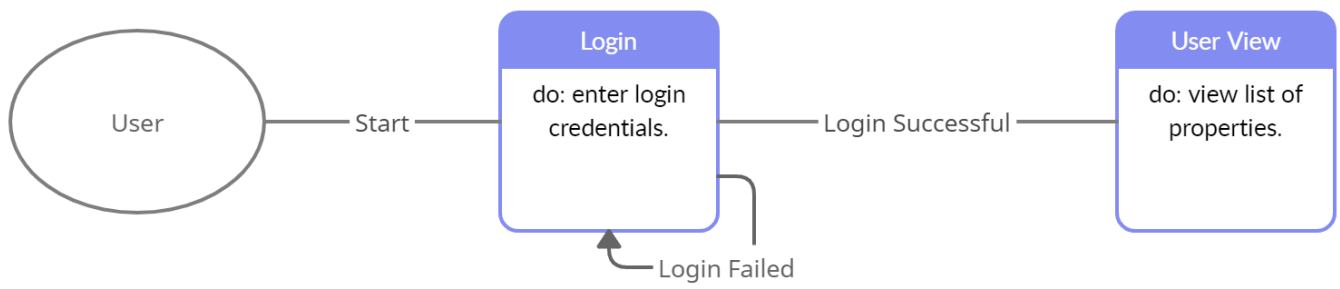 User
Start
Login
do: enter login
credentials.
Login Successful
Login Failed
User View
do: view list of
properties.